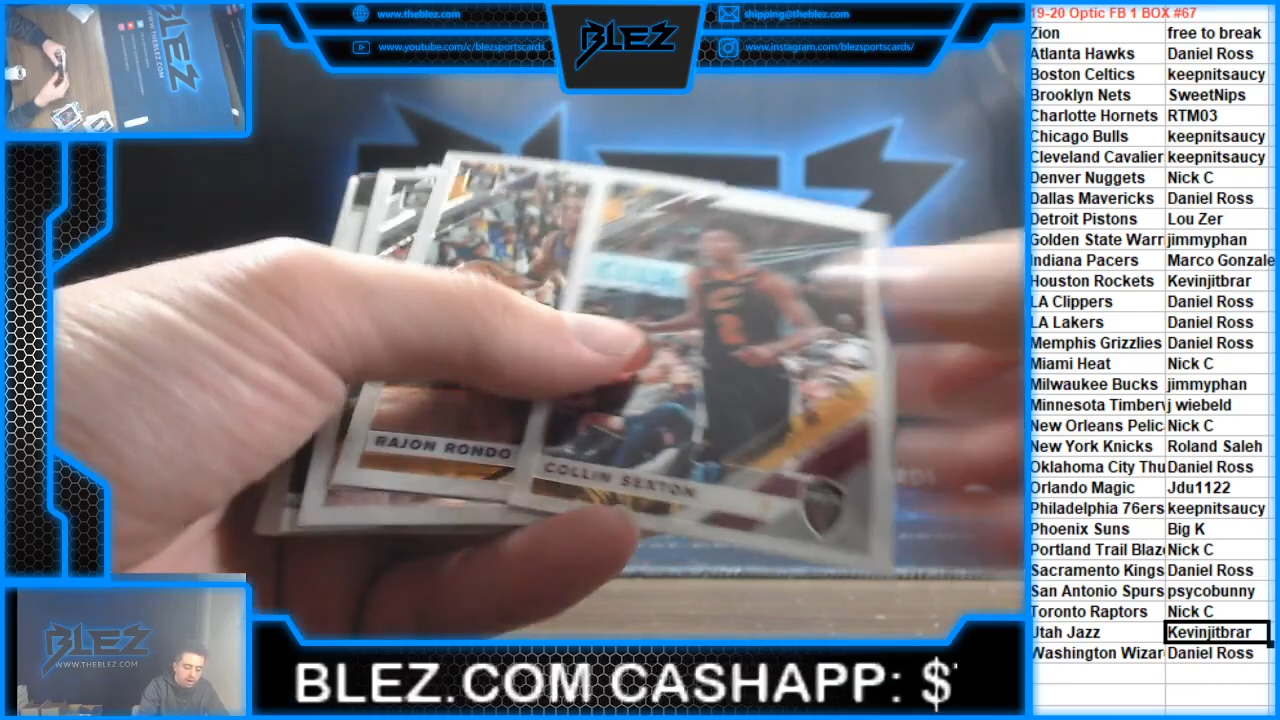 www.theblez.com
www.youtube.com/c/blezsportscards
BLEZ
shipping@theblez.com
www.instagram.com/blezsportscards/
BLEZ
WWW.THEBLEZ.COM
RAJON RONDO
COLLIN SEXTON
BLEZ
WWW.THEBLEZ.COM
BLEZ.COM CASHAPP: $
19-20 Optic FB 1 BOX #67
Zion free to break
Atlanta Hawks Daniel Ross
Boston Celtics keepnitsaucy
Brooklyn Nets SweetNips
Charlotte Hornets RTM03
Chicago Bulls keepnitsaucy
Cleveland Cavalier keepnitsaucy
Denver Nuggets Nick C
Dallas Mavericks Daniel Ross
Detroit Pistons Lou Zer
Golden State Warr jimmyphan
Indiana Pacers Marco Gonzale
Houston Rockets Kevinjitbrar
LA Clippers Daniel Ross
LA Lakers Daniel Ross
Memphis Grizzlies Daniel Ross
Miami Heat Nick C
Milwaukee Bucks jimmyphan
Minnesota Timberv j wiebeld
New Orleans Pelic Nick C
New York Knicks Roland Saleh
Oklahoma City Thu Daniel Ross
Orlando Magic Jdu1122
Philadelphia 76ers keepnitsaucy
Phoenix Suns Big K
Portland Trail Blaze Nick C
Sacramento Kings Daniel Ross
San Antonio Spurs psycobunny
Toronto Raptors Nick C
Utah Jazz Kevinjitbrar
Washington Wizar Daniel Ross